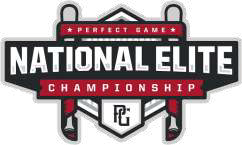 ★ PERFECT GAME ★
NATIONAL ELITE
CHAMPIONSHIP
PG